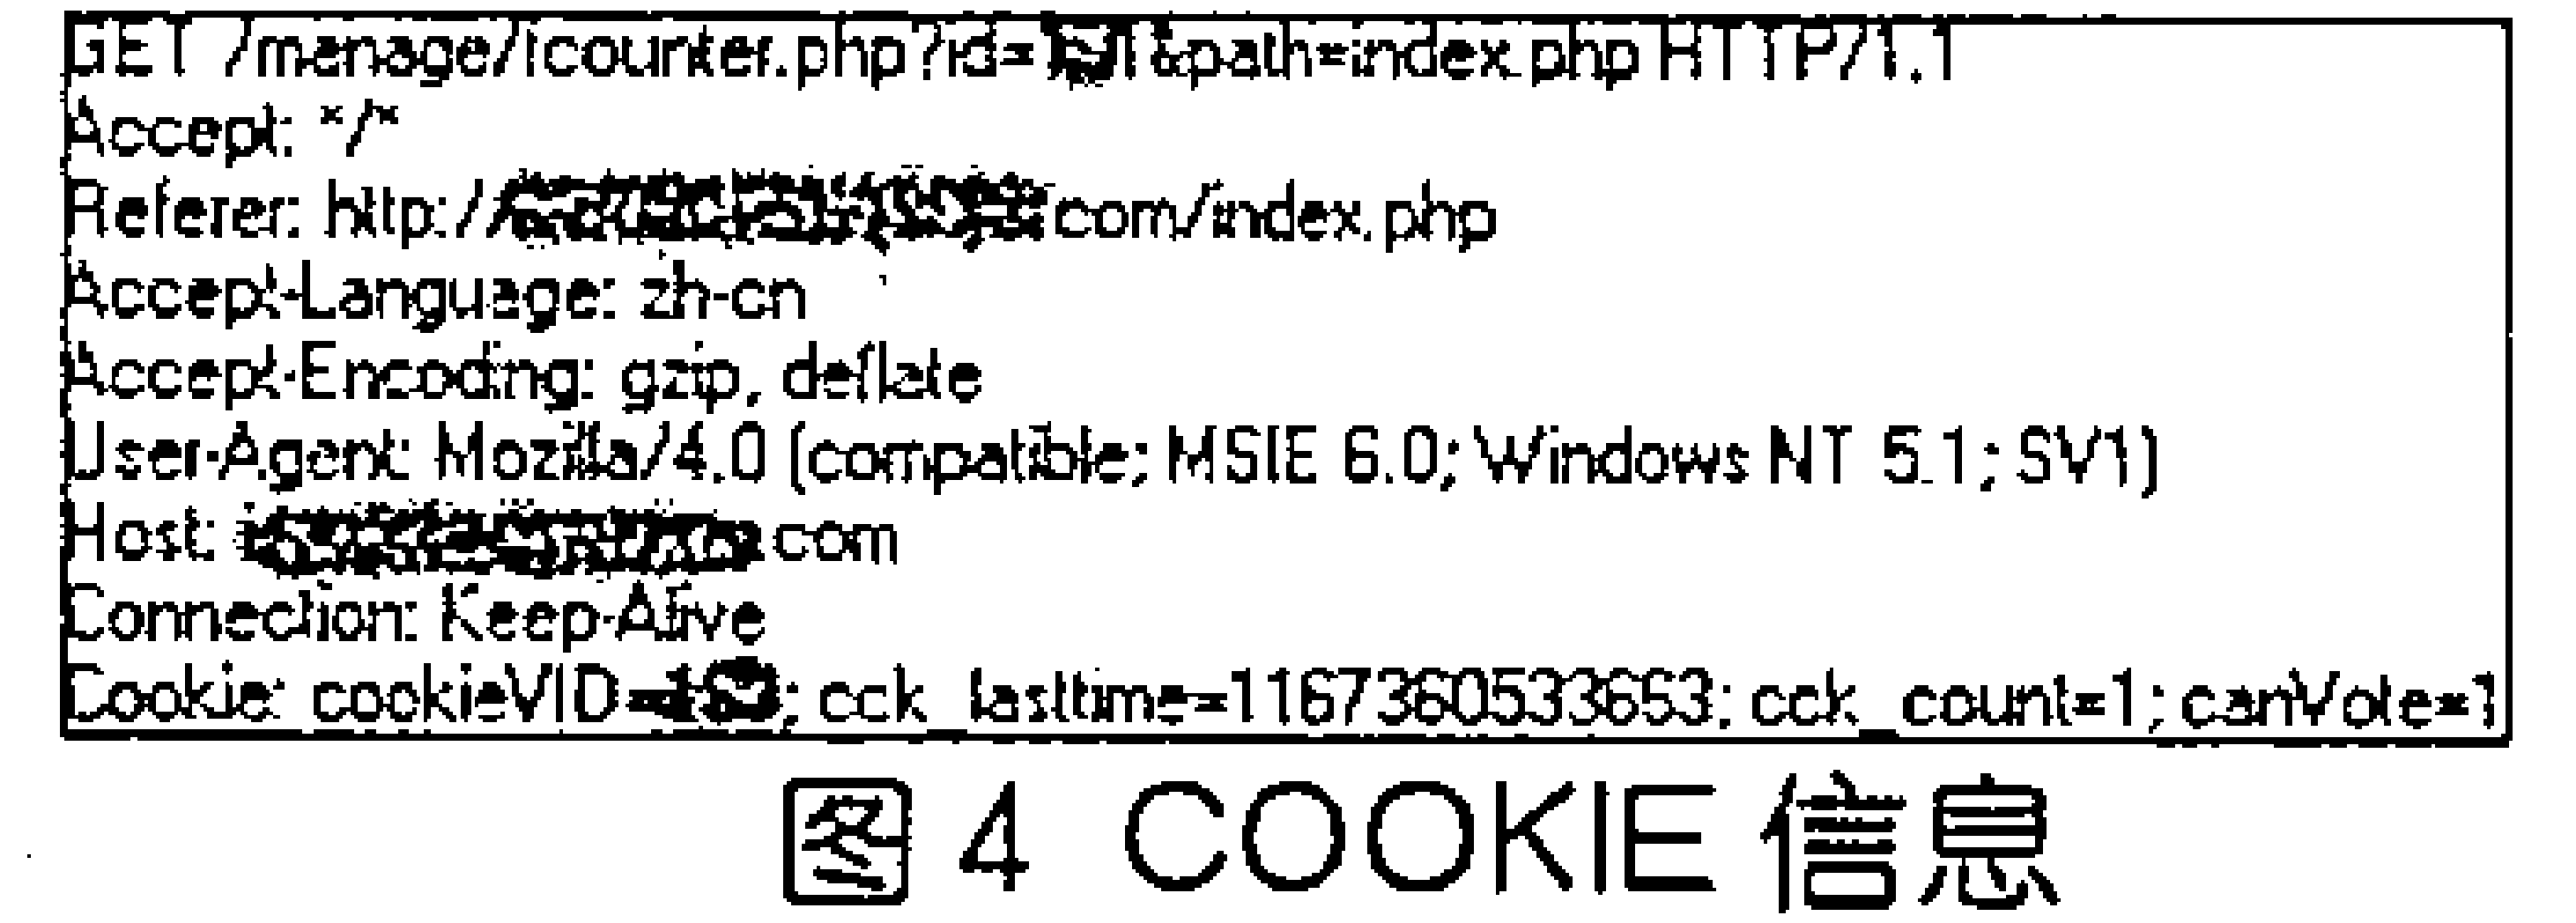 GET /manage/lcounter.php?id= &path=index.php HTTP/1.1
Accept: */*
Referer: http:// .com/index.php
Accept-Language: zh-cn
Accept-Encoding: gzip, deflate
User-Agent: Mozilla/4.0 (compatible; MSIE 6.0; Windows NT 5.1; SV1)
Host: .com
Connection: Keep-Alive
Cookie: cookieVID= ; cck_lasttime=1167360533653; cck_count=1; canVote=1
图 4 COOKIE 信息